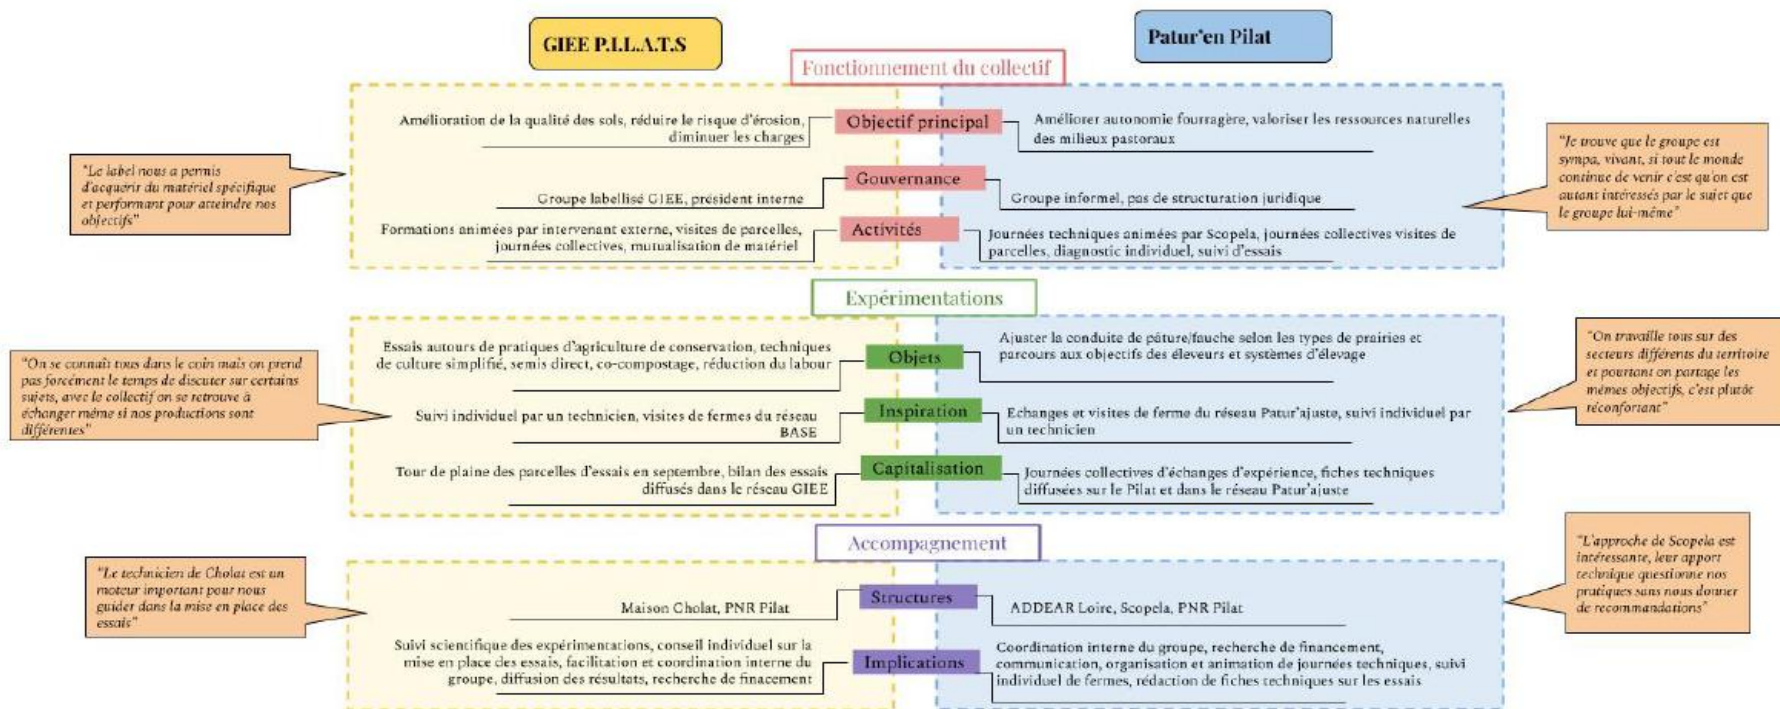 GIEE P.I.L.A.T.S
Patur'en Pilat
Fonctionnement du collectif
Amélioration de la qualité des sols, réduire le risque d'érosion,
diminuer les charges
Objectif principal
Améliorer autonomie fourragère, valoriser les ressources naturelles
des milieux pastoraux
"Le label nous a permis
d'acquérir du matériel spécifique
et performant pour atteindre nos
objectifs"
Groupe labellisé GIEE, président interne
Gouvernance
Groupe informel, pas de structuration juridique
"Je trouve que le groupe est
sympa, vivant, si tout le monde
continue de venir c'est qu'on est
autant intéressés par le sujet que
le groupe lui-même"
Formations animées par intervenant externe, visites de parcelles,
journées collectives, mutualisation de matériel
Activités
Journées techniques animées par Scopela, journées collectives visites de
parcelles, diagnostic individuel, suivi d'essais
Expérimentations
Essais autours de pratiques d'agriculture de conservation, techniques
de culture simplifié, semis direct, co-compostage, réduction du labour
Objets
Ajuster la conduite de pâture/fauche selon les types de prairies et
parcours aux objectifs des éleveurs et systèmes d'élevage
"On se connaît tous dans le coin mais on prend
pas forcément le temps de discuter sur certains
sujets, avec le collectif on se retrouve à
échanger même si nos productions sont
différentes"
Suivi individuel par un technicien, visites de fermes du réseau
BASE
Inspiration
Echanges et visites de ferme du réseau Patur'ajuste, suivi individuel par
un technicien
"On travaille tous sur des
secteurs différents du territoire
et pourtant on partage les
mêmes objectifs, c'est plutôt
réconfortant"
Tour de plaine des parcelles d'essais en septembre, bilan des essais
diffusés dans le réseau GIEE
Capitalisation
Journées collectives d'échanges d'expérience, fiches techniques
diffusées sur le Pilat et dans le réseau Patur'ajuste
Accompagnement
"Le technicien de Cholat est un
moteur important pour nous
guider dans la mise en place des
essais"
Maison Cholat, PNR Pilat
Structures
ADDEAR Loire, Scopela, PNR Pilat
"L'approche de Scopela est
intéressante, leur apport
technique questionne nos
pratiques sans nous donner
de recommandations"
Suivi scientifique des expérimentations, conseil individuel sur la
mise en place des essais, facilitation et coordination interne du
groupe, diffusion des résultats, recherche de finacement
Implications
Coordination interne du groupe, recherche de financement,
communication, organisation et animation de journées techniques, suivi
individuel de fermes, rédaction de fiches techniques sur les essais